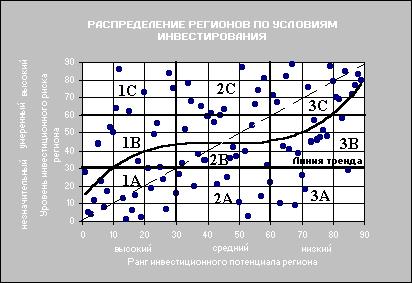 РАСПРЕДЕЛЕНИЕ РЕГИОНОВ ПО УСЛОВИЯМ
ИНВЕСТИРОВАНИЯ
незначительный умеренный высокий
Уровень инвестиционного риска
региона
90
80
70
60
50
40
30
20
10
0
1С
2С
3С
1В
2В
3В
Линия тренда
1А
2А
3А
0 10 20 30 40 50 60 70 80 90
высокий средний низкий
Ранг инвестиционного потенциала региона